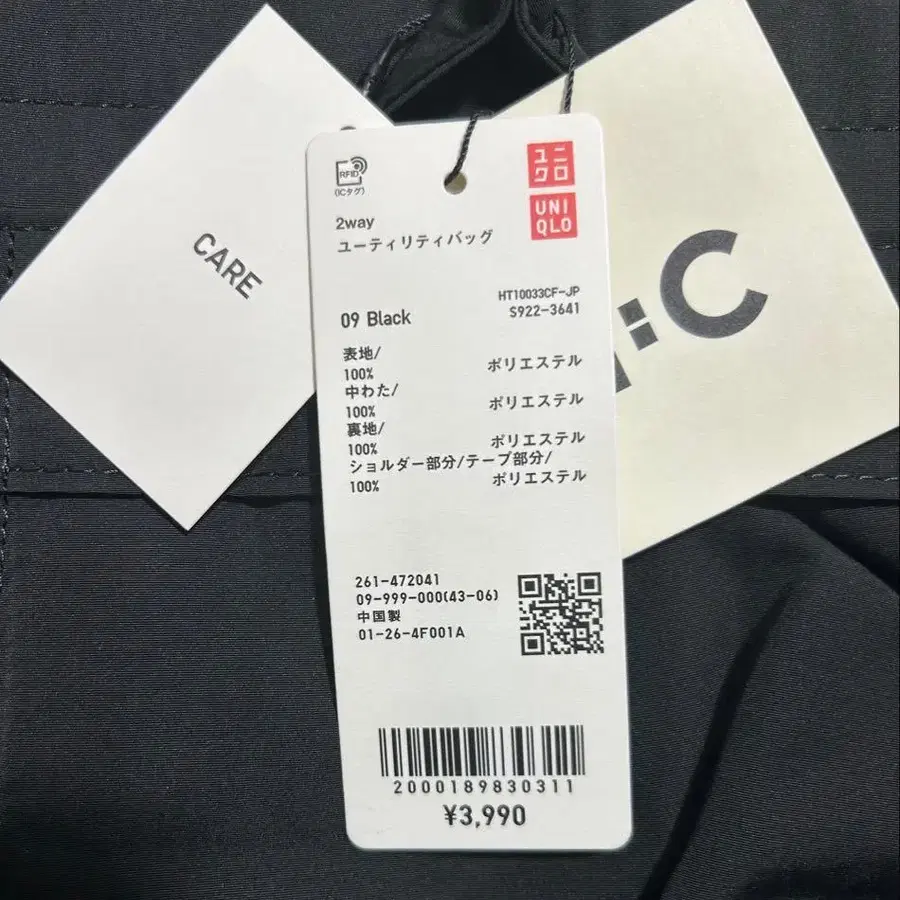 CARE
RFID
(ICタグ)
ユニ
クロ
UNI
QLO
2way
ユーティリティバッグ
HT10033CF-JP
09 Black
S922-3641
表地/
100% ポリエステル
中わた/
100% ポリエステル
裏地/
100% ポリエステル
ショルダー部分/テープ部分/
100% ポリエステル
261-472041
09-999-000(43-06)
中国製
01-26-4F001A
2000189830311
¥3,990
:C